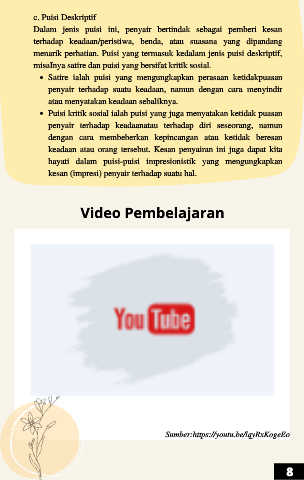 c. Puisi Deskriptif
Dalam jenis puisi ini, penyair bertindak sebagai pemberi kesan
terhadap keadaan/peristiwa, benda, atau suasana yang dipandang
menarik perhatian. Puisi yang termasuk kedalam jenis puisi deskriptif,
misalnya satire dan puisi yang bersifat kritik sosial.
• Satire ialah puisi yang mengungkapkan perasaan ketidakpuasan
penyair terhadap suatu keadaan, namun dengan cara menyindir
atau menyatakan keadaan sebaliknya.
• Puisi kritik sosial ialah puisi yang juga menyatakan ketidak puasan
penyair terhadap keadaanatau terhadap diri seseorang, namun
dengan cara membeberkan kepincangan atau ketidak beresan
keadaan atau orang tersebut. Kesan penyairan ini juga dapat kita
hayati dalam puisi-puisi impresionistik yang mengungkapkan
kesan (impresi) penyair terhadap suatu hal.
Video Pembelajaran
YouTube
Sumber:https://youtu.be/lqyRxKogeEo
8